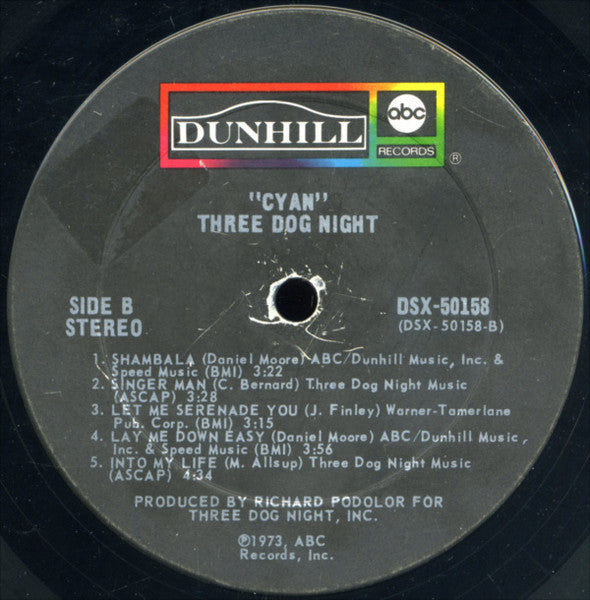 DUNHILL
abc
RECORDS
®
"CYAN"
THREE DOG NIGHT
SIDE B
STEREO
DSX-50158
(DSX-50158-B)
1. SHAMBALA (Daniel Moore) ABC/Dunhill Music, Inc. &
Speed Music (BMI) 3:22
2. SINGER MAN (C. Bernard) Three Dog Night Music
(ASCAP) 3:28
3. LET ME SERENADE YOU (J. Finley) Warner-Tamerlane
Pub. Corp. (BMI) 3:15
4. LAY ME DOWN EASY (Daniel Moore) ABC/Dunhill Music,
Inc. & Speed Music (BMI) 3:56
5. INTO MY LIFE (M. Allsup) Three Dog Night Music
(ASCAP) 4:34
PRODUCED BY RICHARD PODOLOR FOR
THREE DOG NIGHT, INC.
℗1973, ABC
Records, Inc.